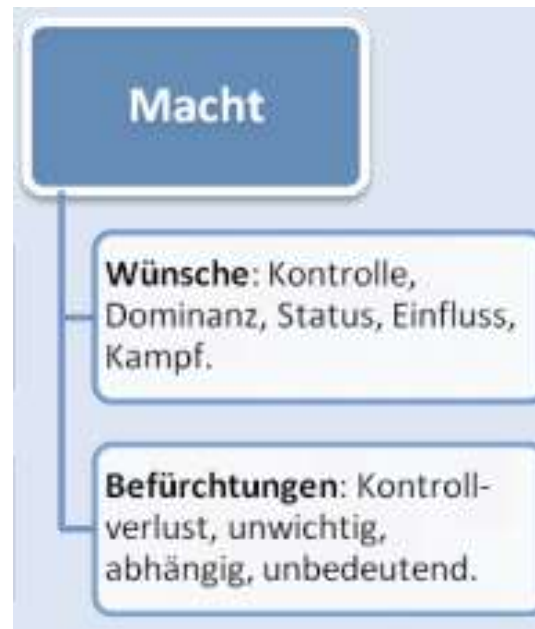 Macht
Wünsche: Kontrolle,
Dominanz, Status, Einfluss,
Kampf.
Befürchtungen: Kontroll-
verlust, unwichtig,
abhängig, unbedeutend.